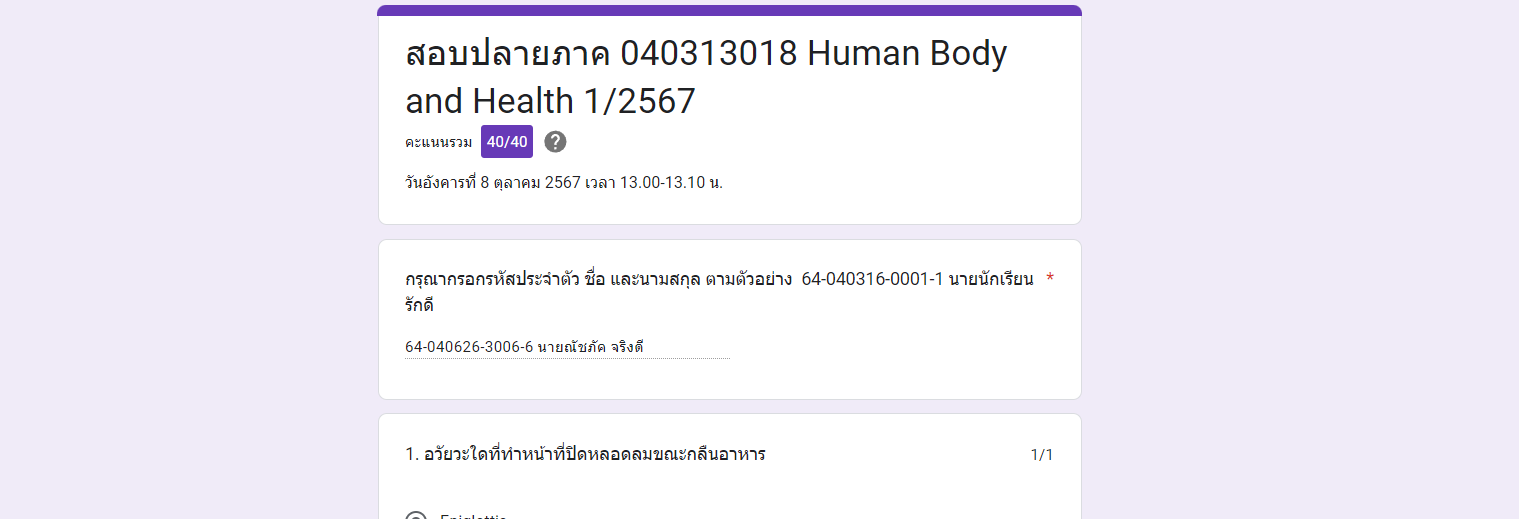 สอบปลายภาค 040313018 Human Body
and Health 1/2567
คะแนนรวม 40/40
วันอังคารที่ 8 ตุลาคม 2567 เวลา 13.00-13.10 น.
กรุณากรอกรหัสประจำตัว ชื่อ และนามสกุล ตามตัวอย่าง 64-040316-0001-1 นายนักเรียน *
รักดี
64-040626-3006-6 นายณัชภัค จริงดี
1. อวัยวะใดที่ทำหน้าที่ปิดหลอดลมขณะกลืนอาหาร 1/1
Epiglottis